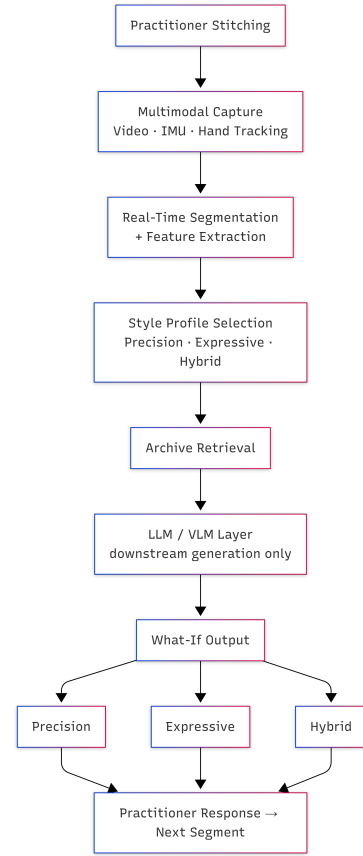 Practitioner Stitching
Multimodal Capture
Video · IMU · Hand Tracking
Real-Time Segmentation
+ Feature Extraction
Style Profile Selection
Precision · Expressive ·
Hybrid
Archive Retrieval
LLM / VLM Layer
downstream generation only
What-If Output
Precision
Expressive
Hybrid
Practitioner Response →
Next Segment